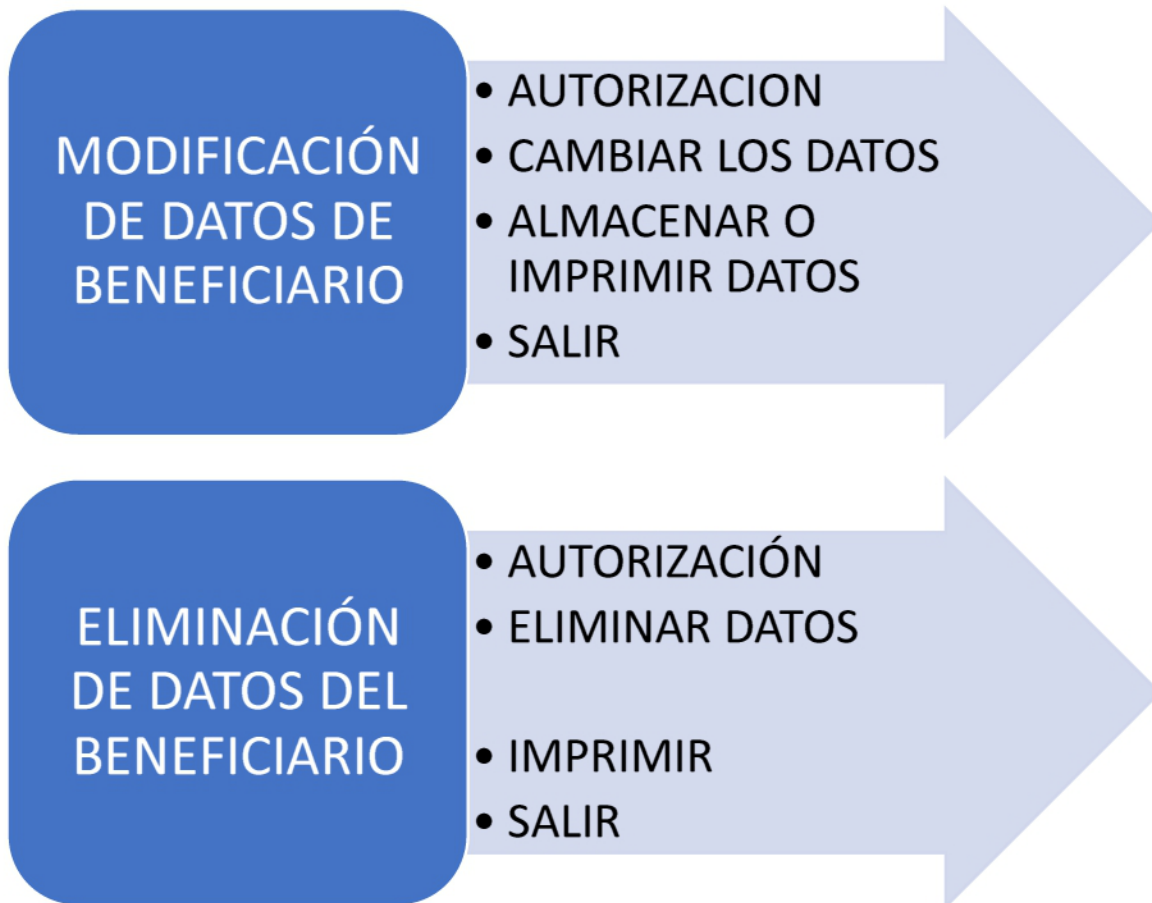 MODIFICACIÓN
DE DATOS DE
BENEFICIARIO
• AUTORIZACION
• CAMBIAR LOS DATOS
• ALMACENAR O
IMPRIMIR DATOS
• SALIR
ELIMINACIÓN
DE DATOS DEL
BENEFICIARIO
• AUTORIZACIÓN
• ELIMINAR DATOS
• IMPRIMIR
• SALIR